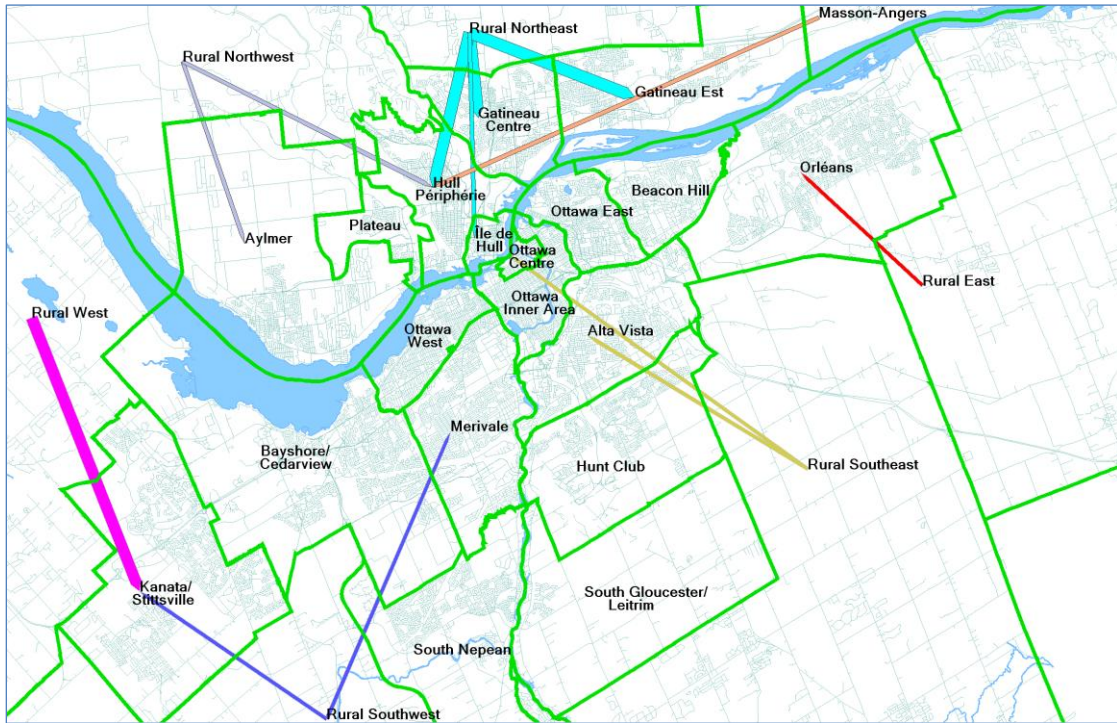 Masson-Angers
Rural Northeast
Rural Northwest
Gatineau Est
Gatineau
Centre
Orléans
Hull
Périphérie
Beacon Hill
Ottawa East
Plateau
Île de
Hull
Aylmer
Ottawa
Centre
Rural East
Ottawa
Inner Area
Rural West
Ottawa
West
Alta Vista
Merivale
Bayshore/
Cedarview
Hunt Club
Rural Southeast
Kanata/
Stittsville
South Gloucester/
Leitrim
South Nepean
Rural Southwest